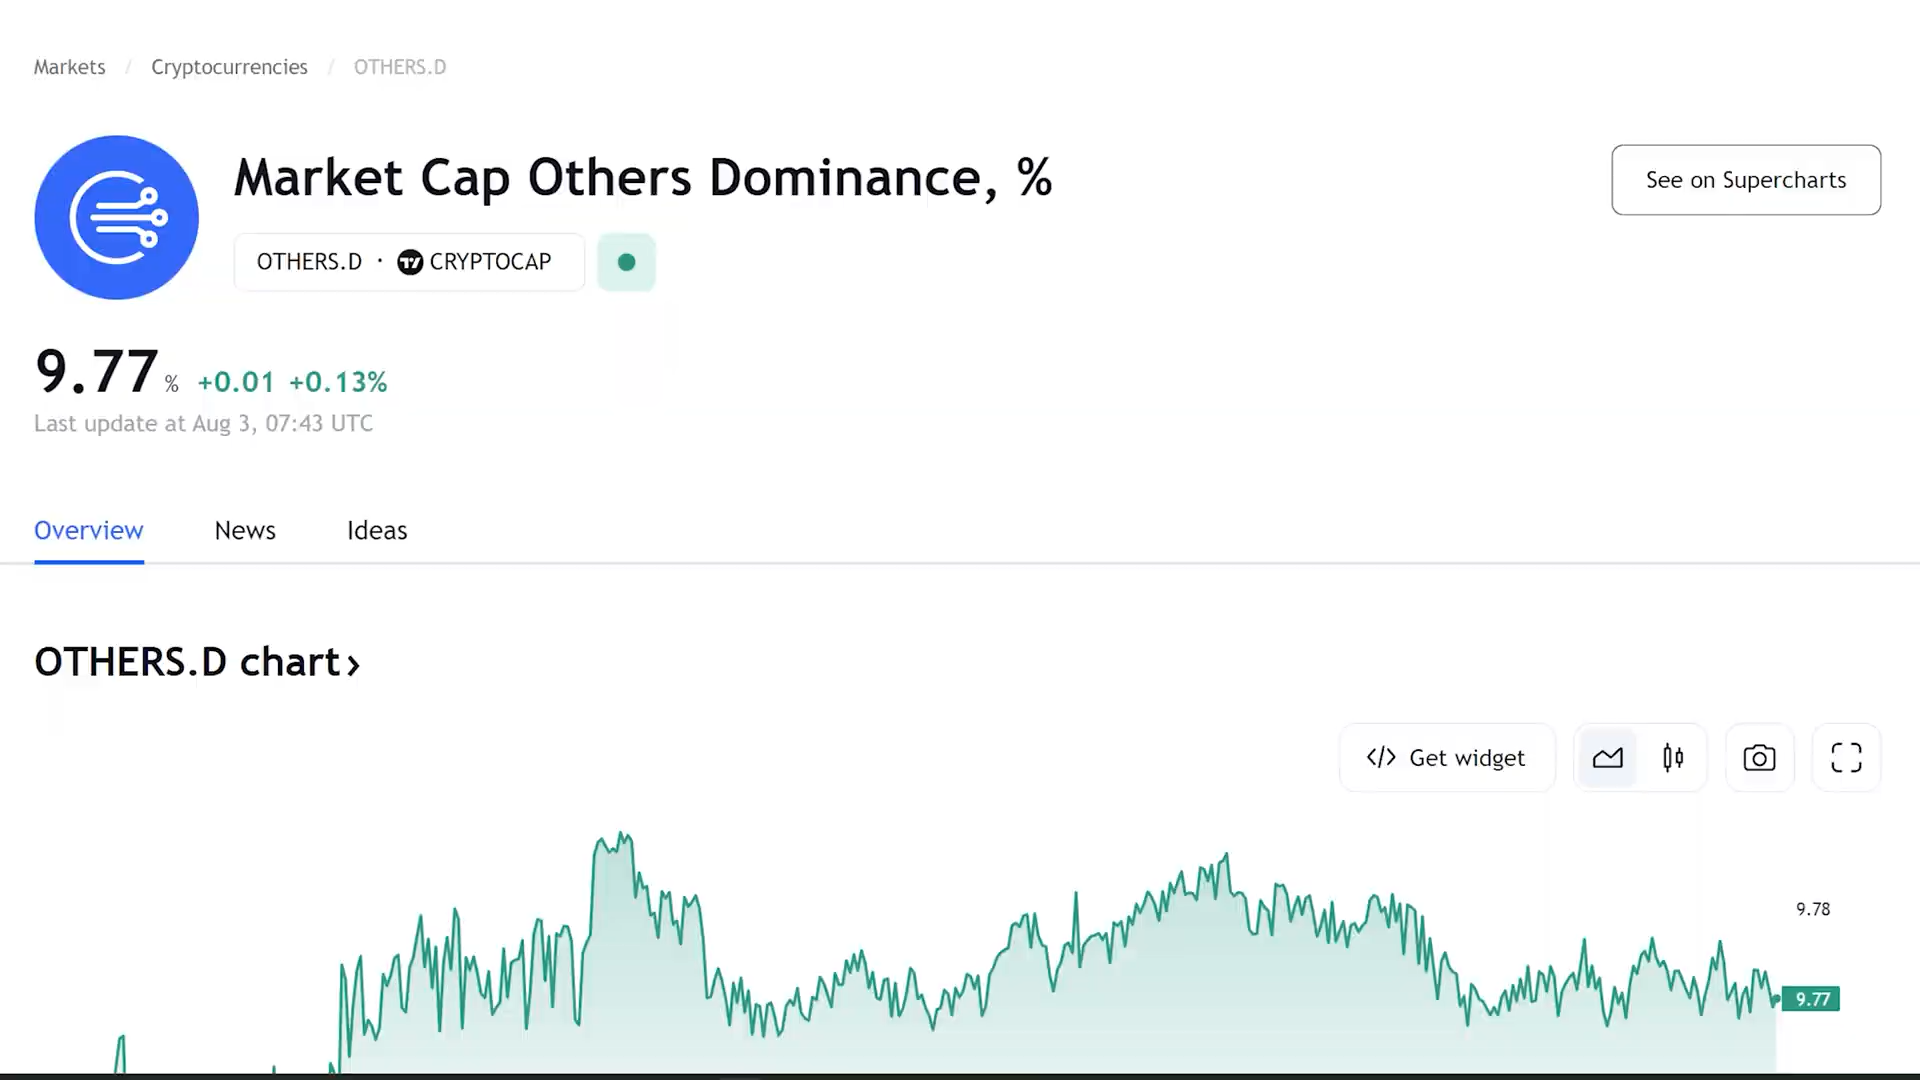 Markets / Cryptocurrencies / OTHERS.D
Market Cap Others Dominance, %
See on Supercharts
OTHERS.D · CRYPTOCAP
9.77 % +0.01 +0.13%
Last update at Aug 3, 07:43 UTC
Overview News Ideas
OTHERS.D chart ›
</> Get widget
9.78
9.77